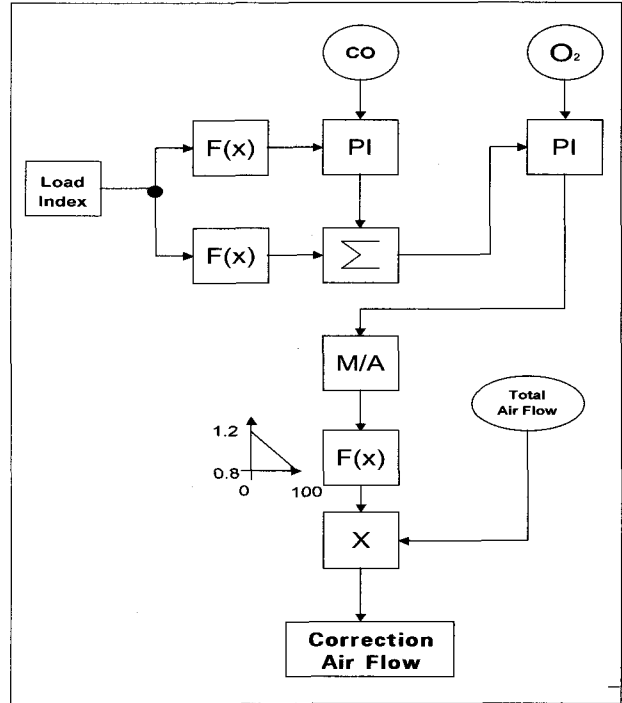 CO
O₂
F(x)
PI
PI
Load
Index
F(x)
Σ
M/A
Total
Air Flow
1.2
F(x)
0.8
0
100
X
Correction
Air Flow